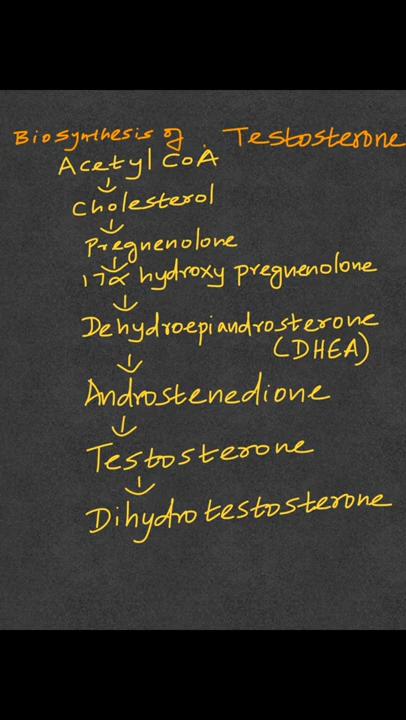 Biosynthesis of Testosterone
Acetyl CoA
↓
Cholesterol
↓
Pregnenolone
↓
17α hydroxy pregnenolone
↓
Dehydroepiandrosterone
(DHEA)
↓
Androstenedione
↓
Testosterone
↓
Dihydrotestosterone